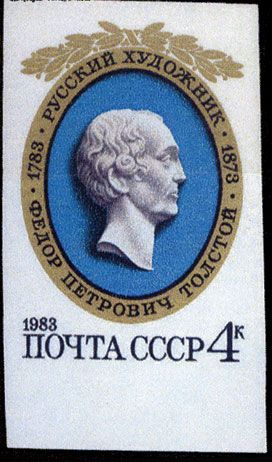 1783 · РУССКИЙ ХУДОЖНИК · 1873
· ФЕДОР ПЕТРОВИЧ ТОЛСТОЙ ·
1983
ПОЧТА СССР 4К